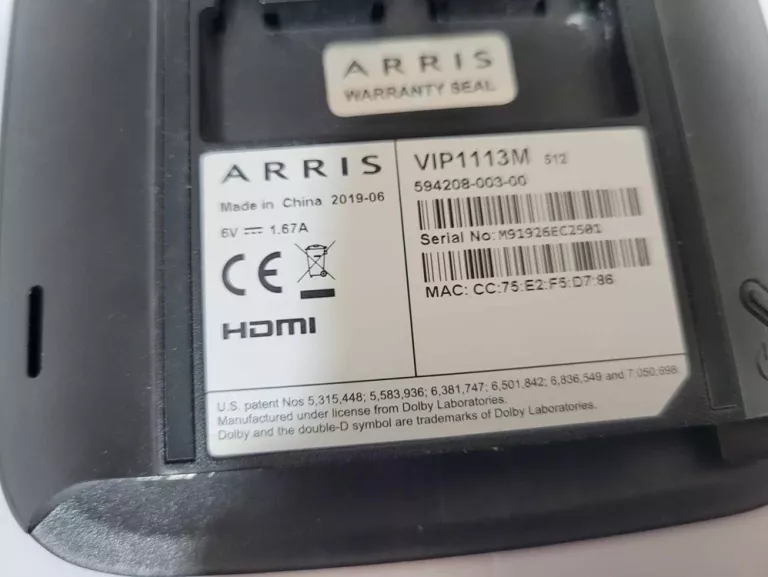 ARRIS
WARRANTY SEAL
ARRIS
Made in China 2019-06
6V ⎓ 1.67A
CE
HDMI
VIP1113M 512
594208-003-00
Serial No: M91926EC2501
MAC: CC:75:E2:F5:D7:86
U.S. patent Nos 5,315,448; 5,583,936; 6,381,747; 6,501,842; 6,836,549 and 7,050,698.
Manufactured under license from Dolby Laboratories.
Dolby and the double-D symbol are trademarks of Dolby Laboratories.